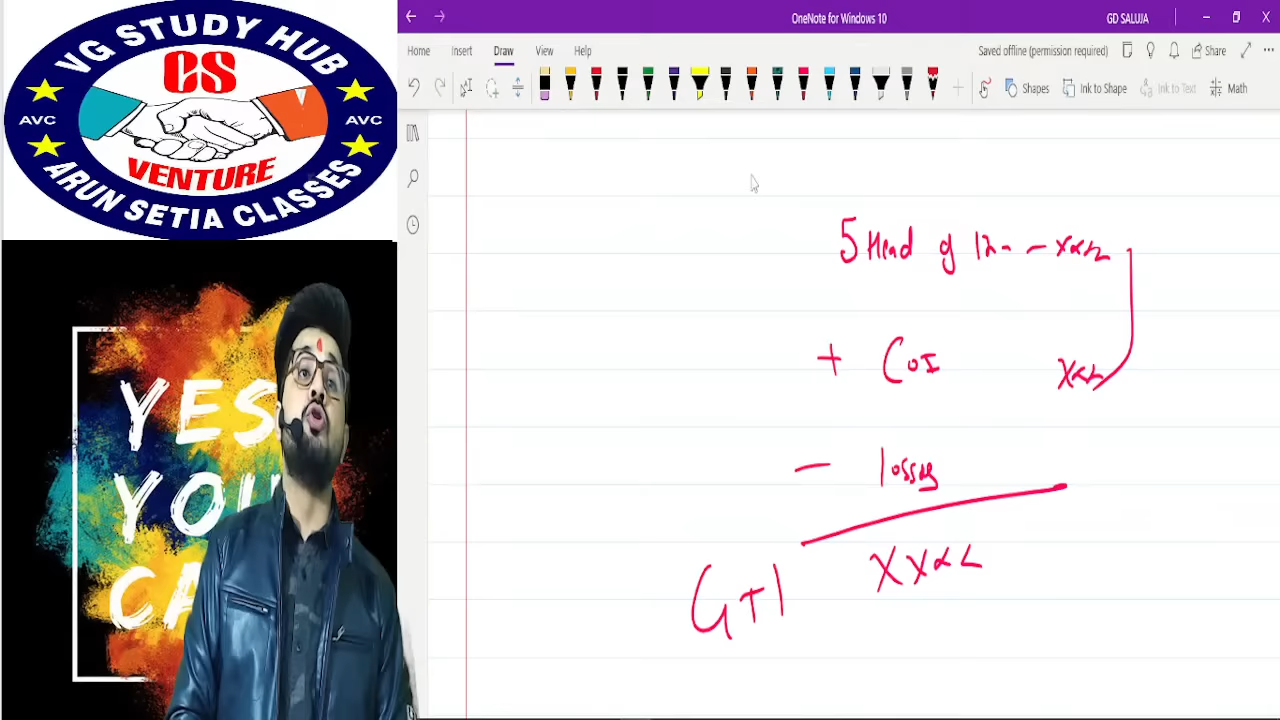 VG STUDY HUB
CS
AVC
AVC
VENTURE
ARUN SETIA CLASSES
YES
YOU
CA
OneNote for Windows 10
GD SALUJA
Home Insert Draw View Help
Saved offline (permission required)
Share
Shapes
Ink to Shape
Ink to Text
Math
5 Head of In - xxxx
+ CoI xxx
- losses
xxxx
GTI